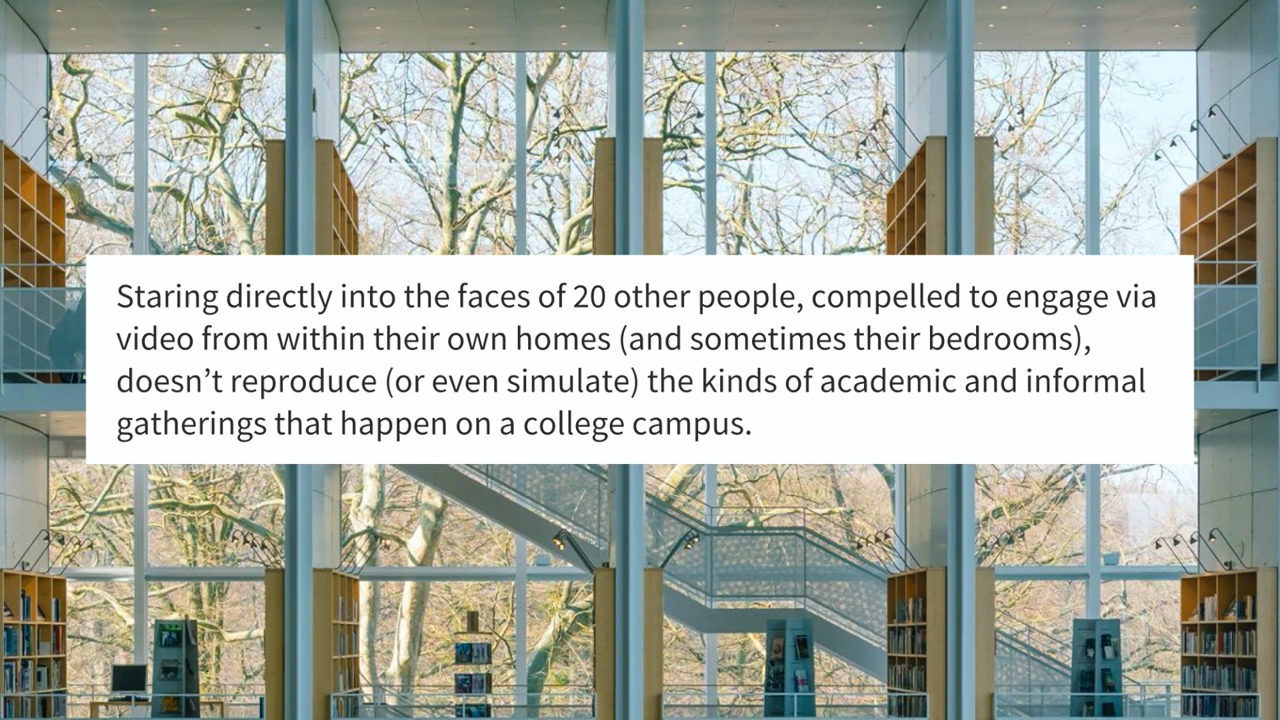 Staring directly into the faces of 20 other people, compelled to engage via
video from within their own homes (and sometimes their bedrooms),
doesn’t reproduce (or even simulate) the kinds of academic and informal
gatherings that happen on a college campus.